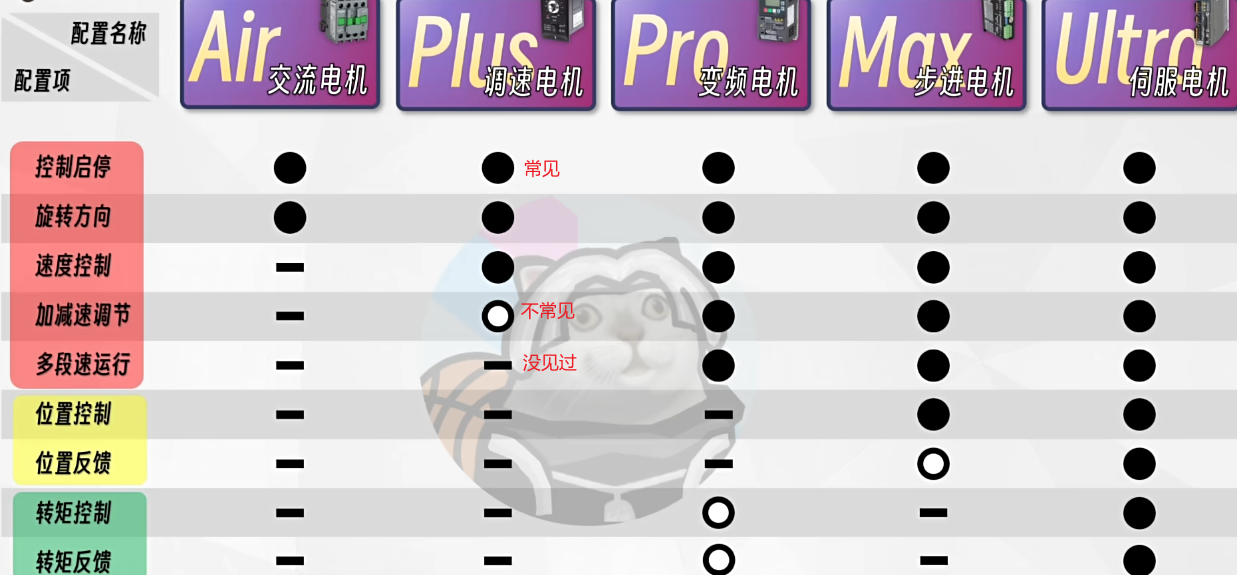 配置名称
配置项
Air
交流电机
Plus
调速电机
Pro
变频电机
Max
步进电机
Ultra
伺服电机
控制启停
常见
旋转方向
速度控制
加减速调节
不常见
多段速运行
没见过
位置控制
位置反馈
转矩控制
转矩反馈